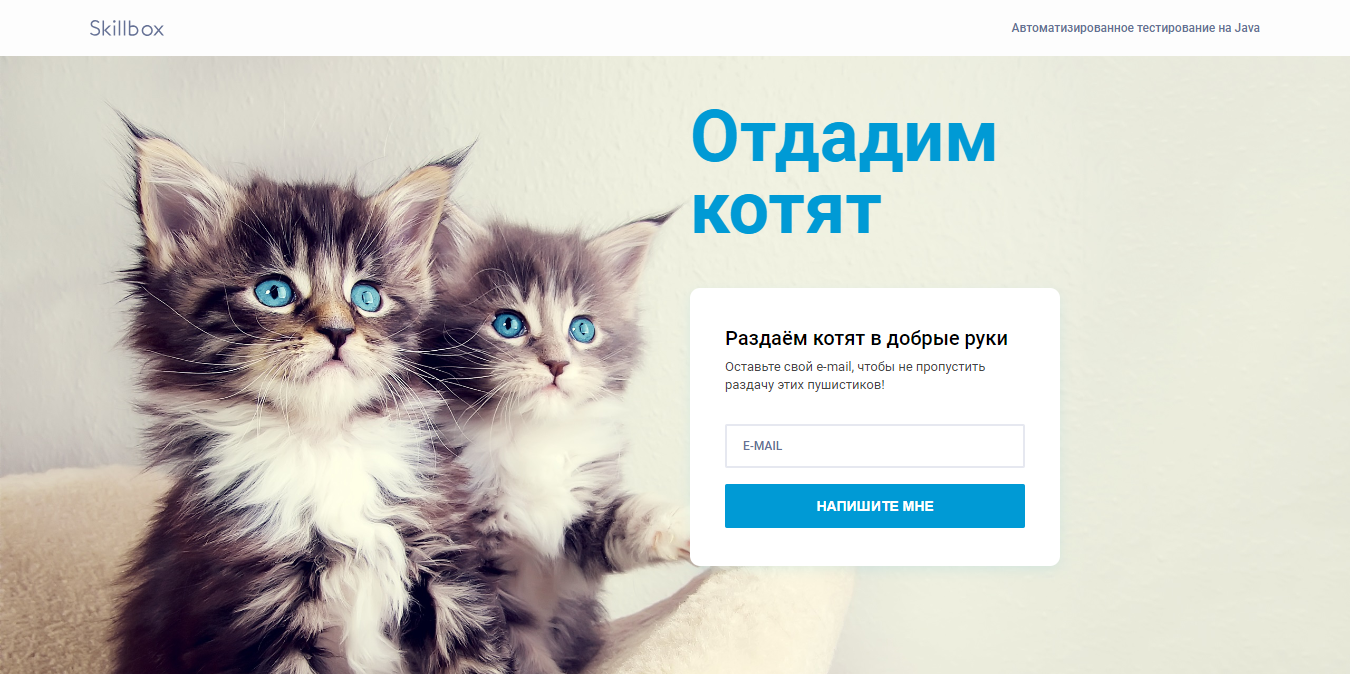 Skillbox
Автоматизированное тестирование на Java
Отдадим
котят
Раздаём котят в добрые руки
Оставьте свой e-mail, чтобы не пропустить
раздачу этих пушистиков!
E-MAIL
НАПИШИТЕ МНЕ